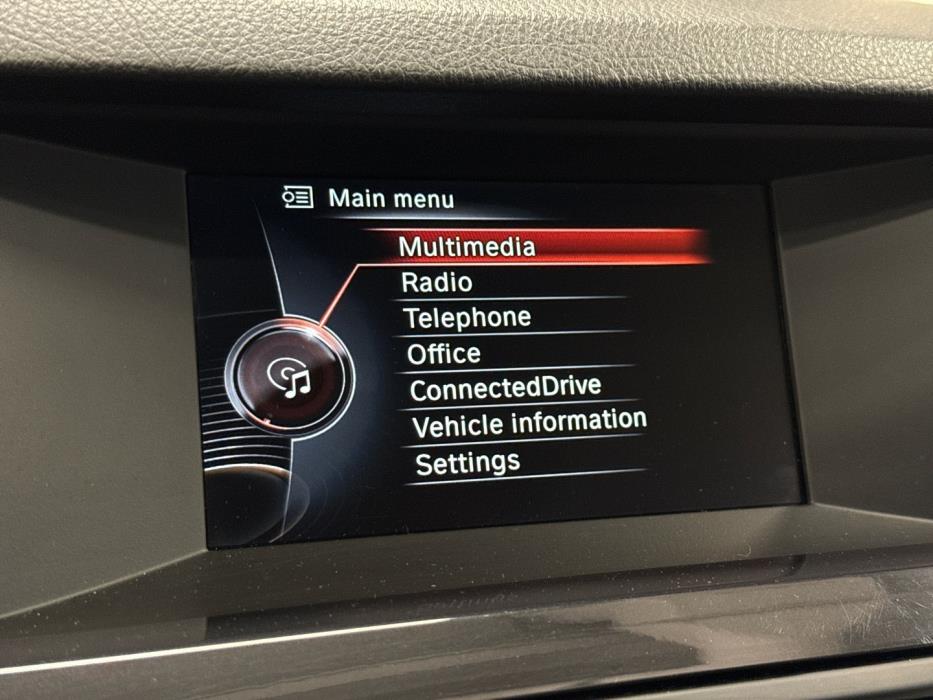 Main menu
Multimedia
Radio
Telephone
Office
ConnectedDrive
Vehicle information
Settings